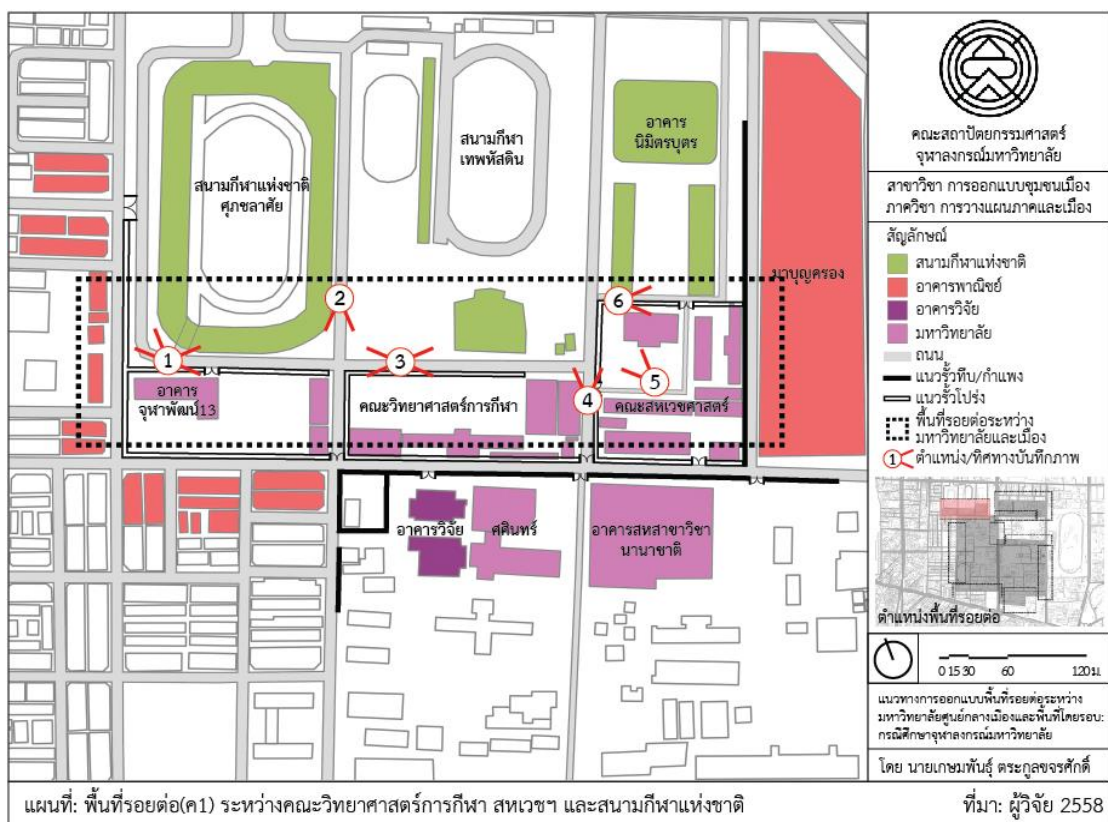 สนามกีฬาแห่งชาติ
ศุภชลาศัย
สนามกีฬา
เทพหัสดิน
อาคาร
นิมิตรบุตร
มาบุญครอง
1
2
3
4
5
6
อาคาร
จุฬาพัฒน์13
คณะวิทยาศาสตร์การกีฬา
คณะสหเวชศาสตร์
อาคารวิจัย
ศศินทร์
อาคารสหสาขาวิชา
นานาชาติ
คณะสถาปัตยกรรมศาสตร์
จุฬาลงกรณ์มหาวิทยาลัย
สาขาวิชา การออกแบบชุมชนเมือง
ภาควิชา การวางแผนภาคและเมือง
สัญลักษณ์
สนามกีฬาแห่งชาติ
อาคารพาณิชย์
อาคารวิจัย
มหาวิทยาลัย
ถนน
แนวรั้วทึบ/กำแพง
แนวรั้วโปร่ง
พื้นที่รอยต่อระหว่าง
มหาวิทยาลัยและเมือง
1 ตำแหน่ง/ทิศทางบันทึกภาพ
ตำแหน่งพื้นที่รอยต่อ
0 15 30 60 120ม.
แนวทางการออกแบบพื้นที่รอยต่อระหว่าง
มหาวิทยาลัยศูนย์กลางเมืองและพื้นที่โดยรอบ:
กรณีศึกษาจุฬาลงกรณ์มหาวิทยาลัย
โดย นายเกษมพันธุ์ ตระกูลขจรศักดิ์
แผนที่: พื้นที่รอยต่อ(ค1) ระหว่างคณะวิทยาศาสตร์การกีฬา สหเวชฯ และสนามกีฬาแห่งชาติ
ที่มา: ผู้วิจัย 2558